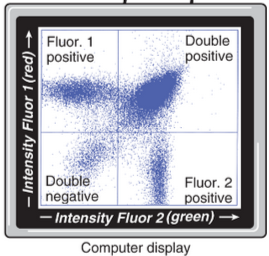 Fluor. 1
positive
Double
positive
Intensity Fluor 1 (red)
Double
negative
Fluor. 2
positive
Intensity Fluor 2 (green)
Computer display